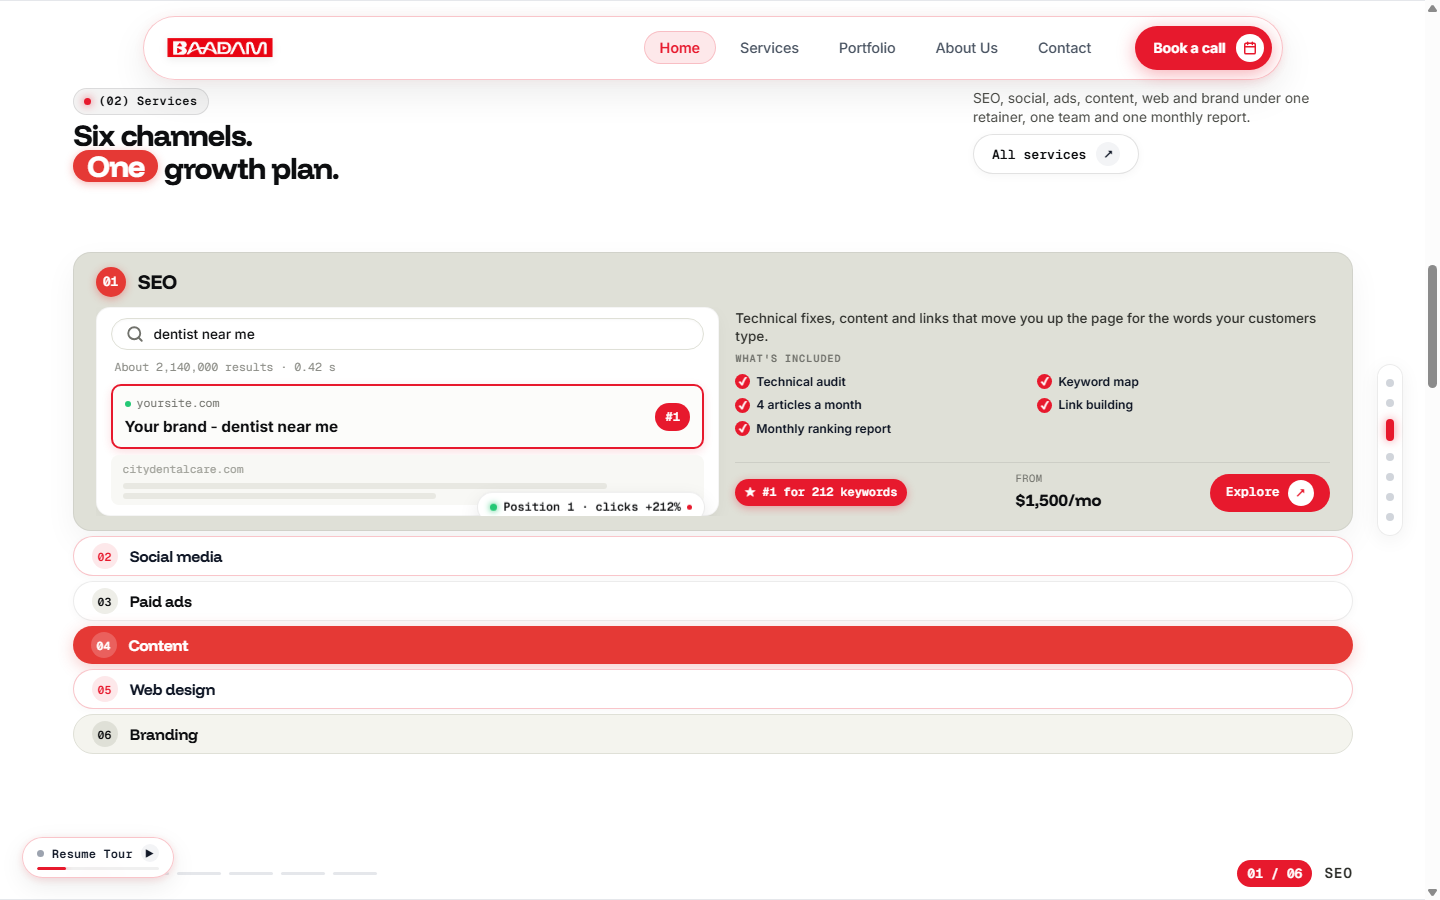 BAADAM
Home
Services
Portfolio
About Us
Contact
Book a call
(02) Services
Six channels.
One growth plan.
SEO, social, ads, content, web and brand under one
retainer, one team and one monthly report.
All services ↗
01 SEO
dentist near me
About 2,140,000 results · 0.42 s
yoursite.com
Your brand - dentist near me
#1
citydentalcare.com
Position 1 · clicks +212%
Technical fixes, content and links that move you up the page for the words your customers
type.
WHAT'S INCLUDED
Technical audit
Keyword map
4 articles a month
Link building
Monthly ranking report
★ #1 for 212 keywords
FROM
$1,500/mo
Explore ↗
02 Social media
03 Paid ads
04 Content
05 Web design
06 Branding
Resume Tour ▶
01 / 06 SEO